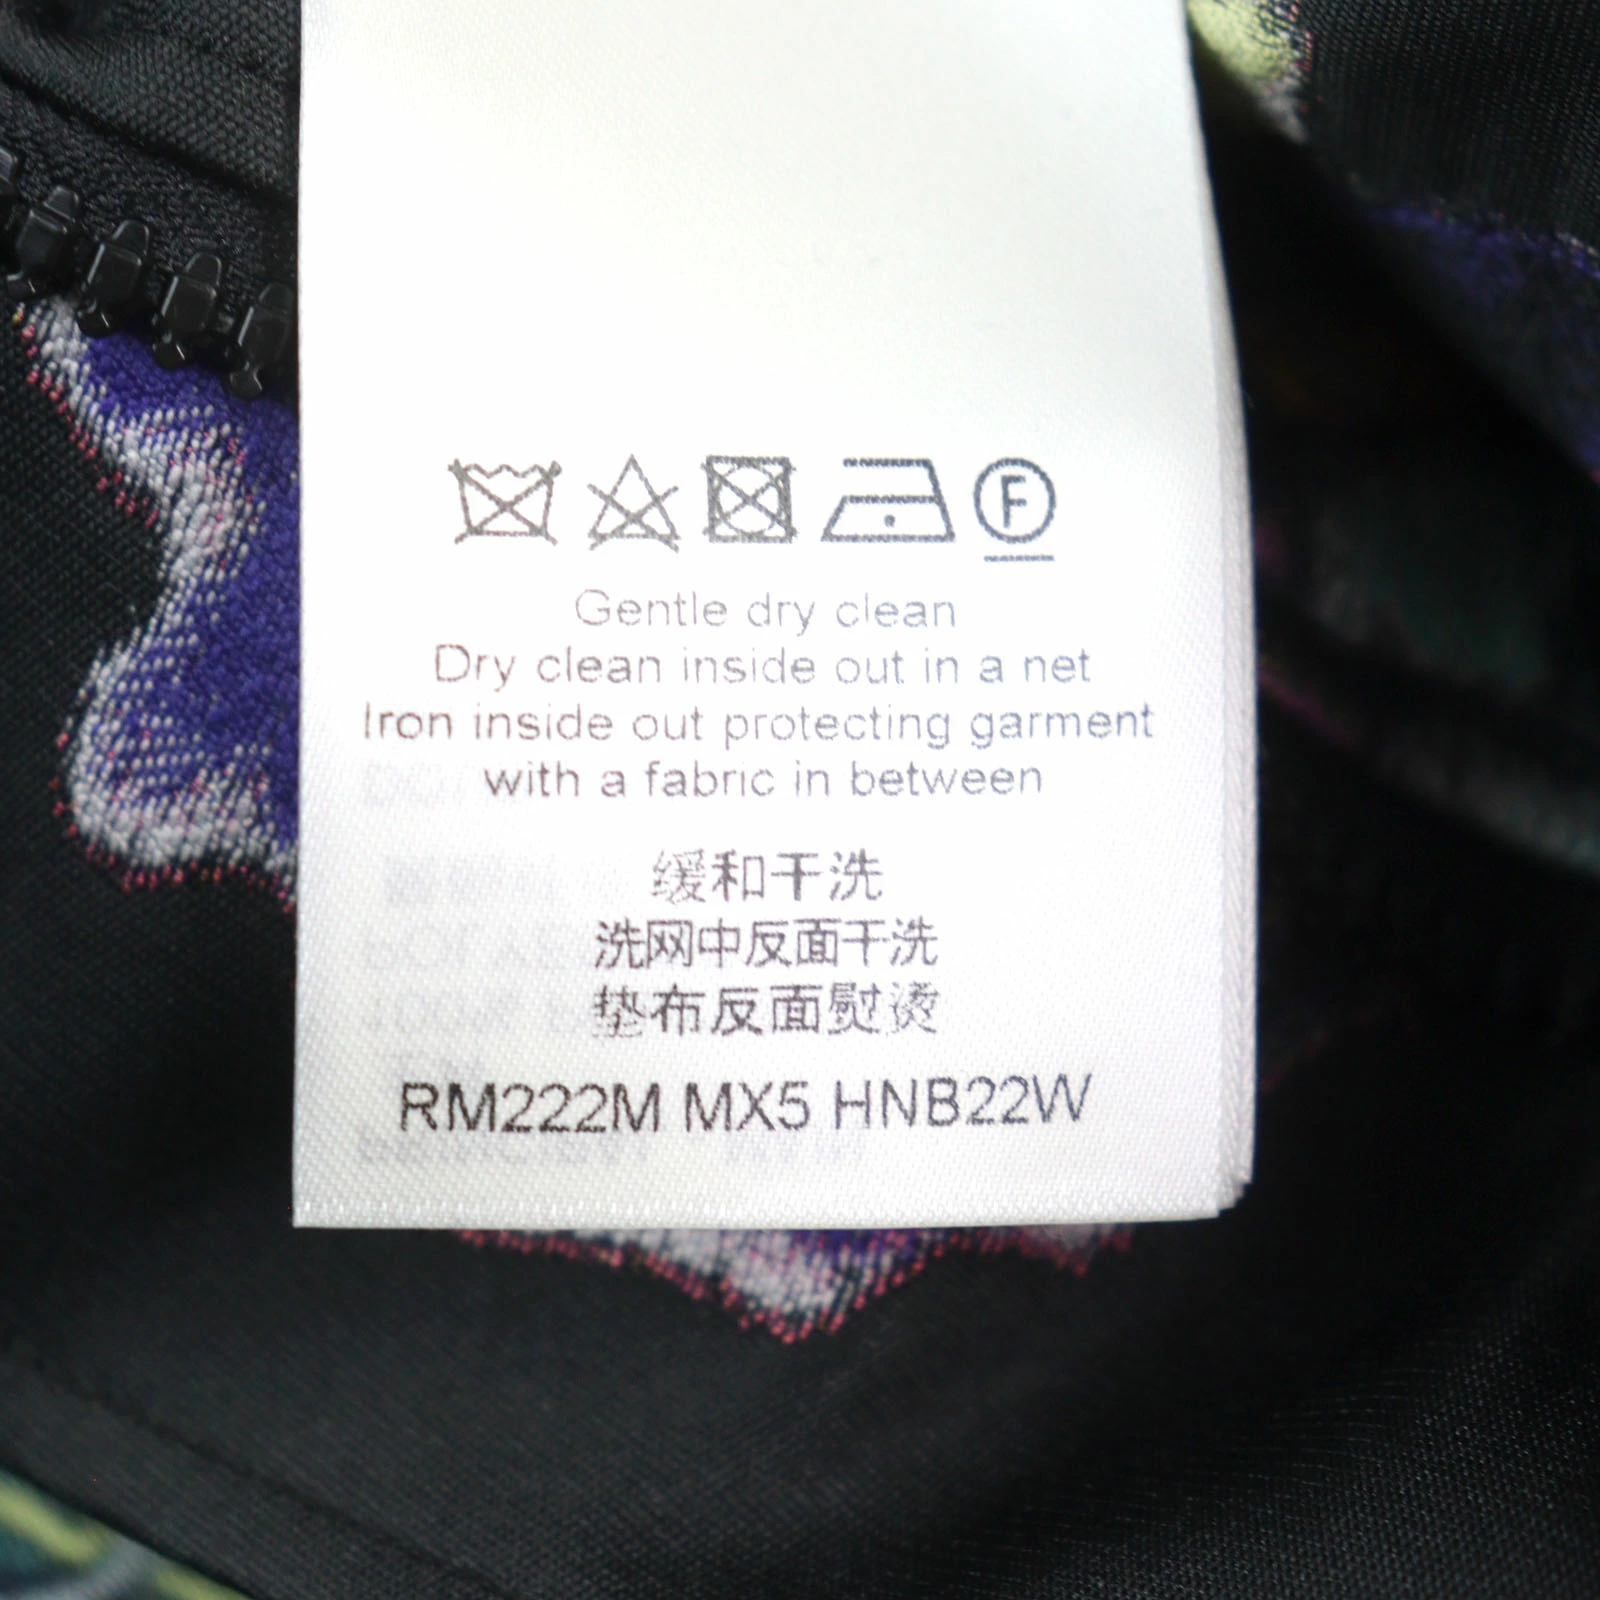 F
Gentle dry clean
Dry clean inside out in a net
Iron inside out protecting garment
with a fabric in between
缓和干洗
洗网中反面干洗
垫布反面熨烫
RM222M MX5 HNB22W